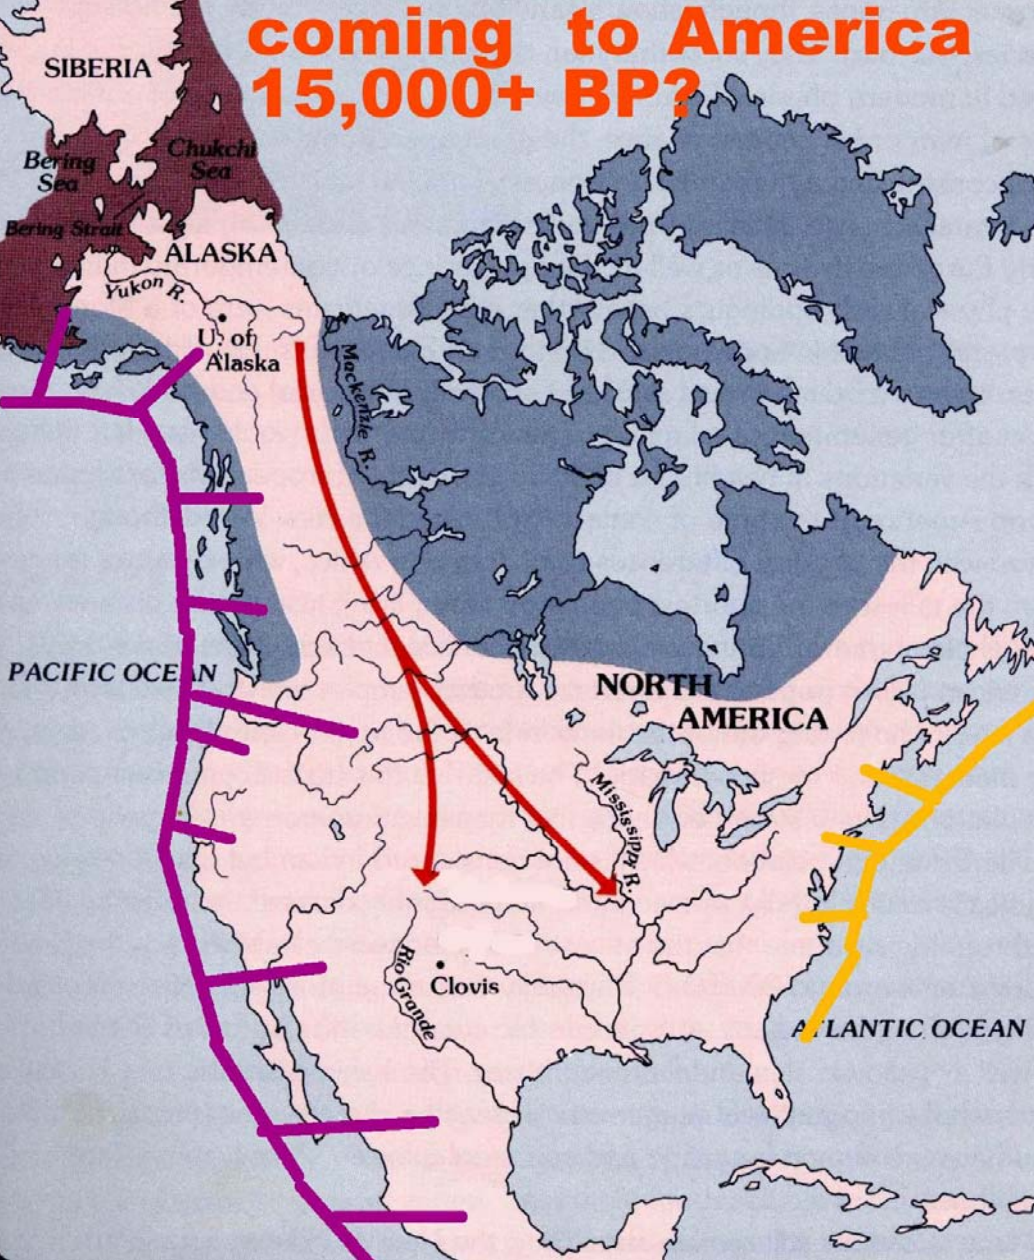 coming to America
15,000+ BP?
SIBERIA
Bering
Sea
Chukchi
Sea
Bering Strait
ALASKA
Yukon R.
U. of
Alaska
Mackenzie R.
PACIFIC OCEAN
NORTH
AMERICA
Mississippi R.
Rio Grande
Clovis
ATLANTIC OCEAN